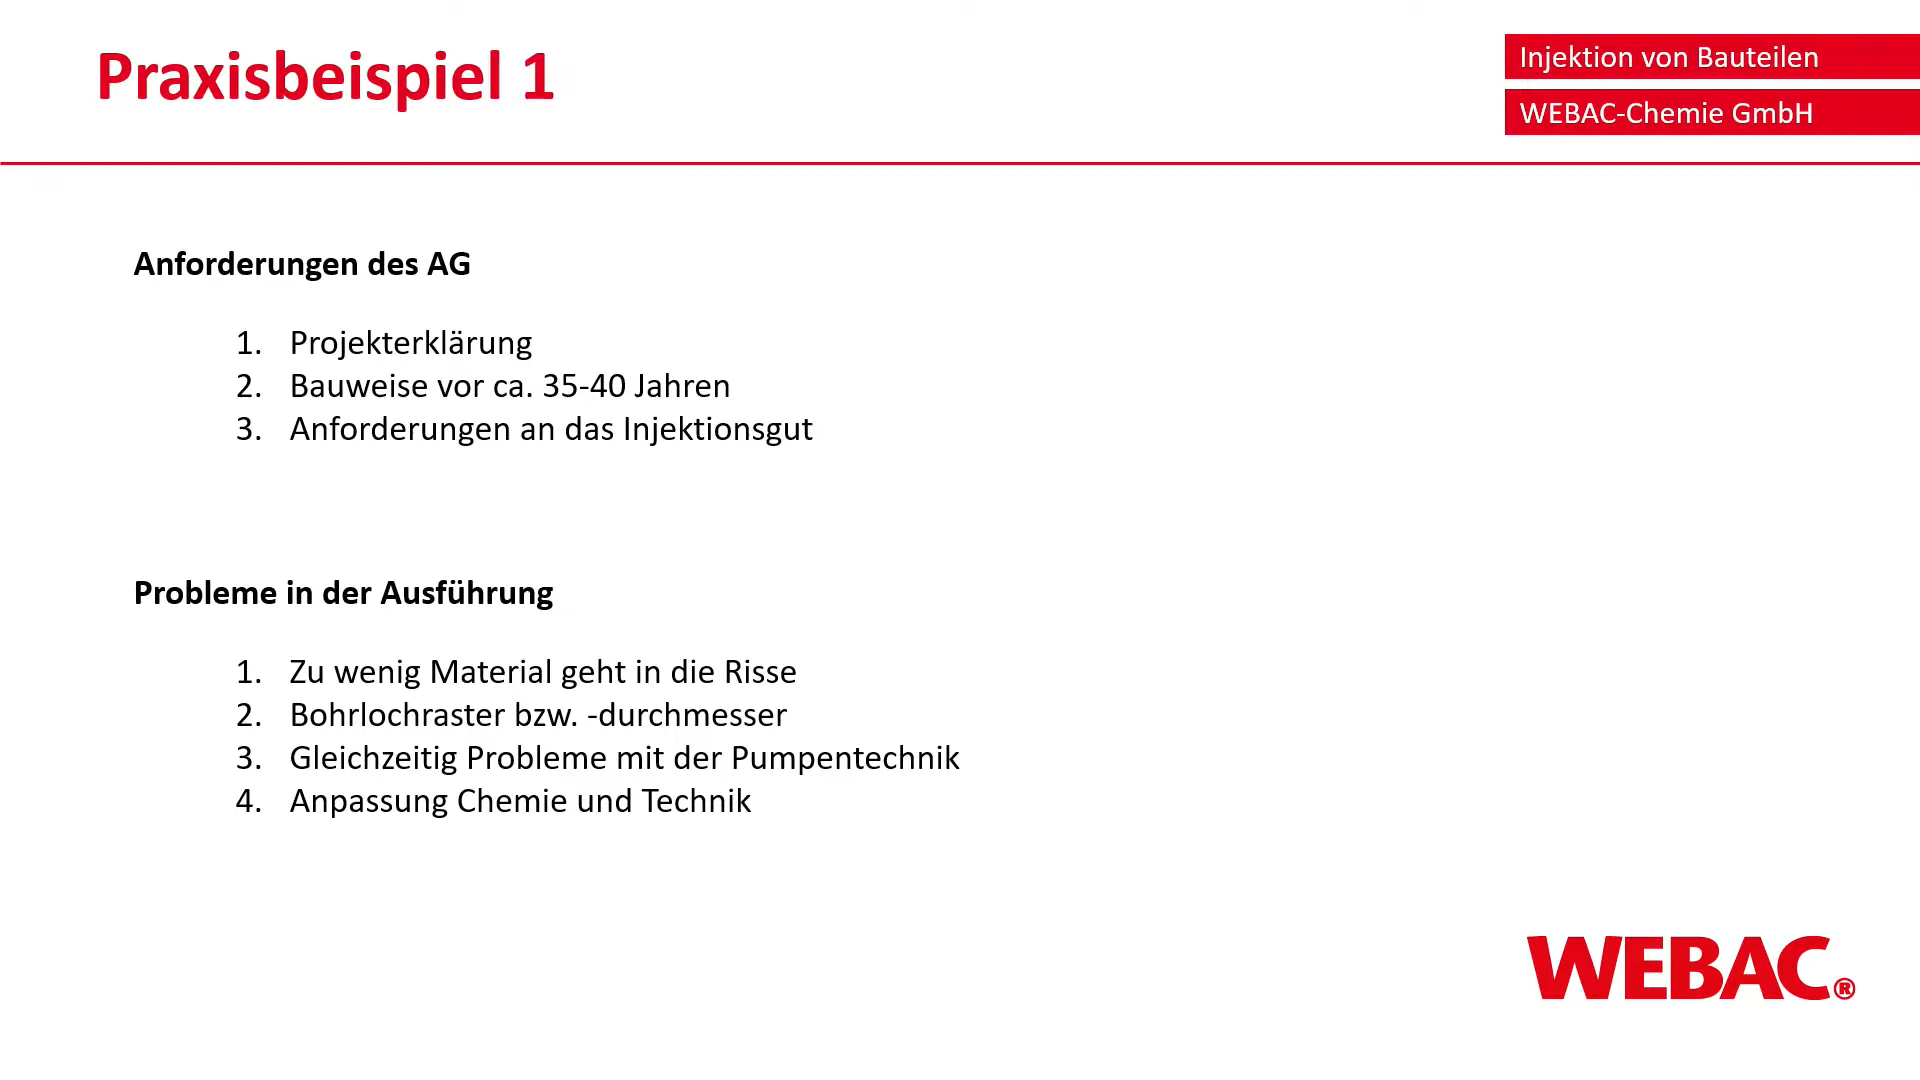 Praxisbeispiel 1
Injektion von Bauteilen
WEBAC-Chemie GmbH
Anforderungen des AG
1. Projekterklärung
2. Bauweise vor ca. 35-40 Jahren
3. Anforderungen an das Injektionsgut
Probleme in der Ausführung
1. Zu wenig Material geht in die Risse
2. Bohrlochraster bzw. -durchmesser
3. Gleichzeitig Probleme mit der Pumpentechnik
4. Anpassung Chemie und Technik
WEBAC®